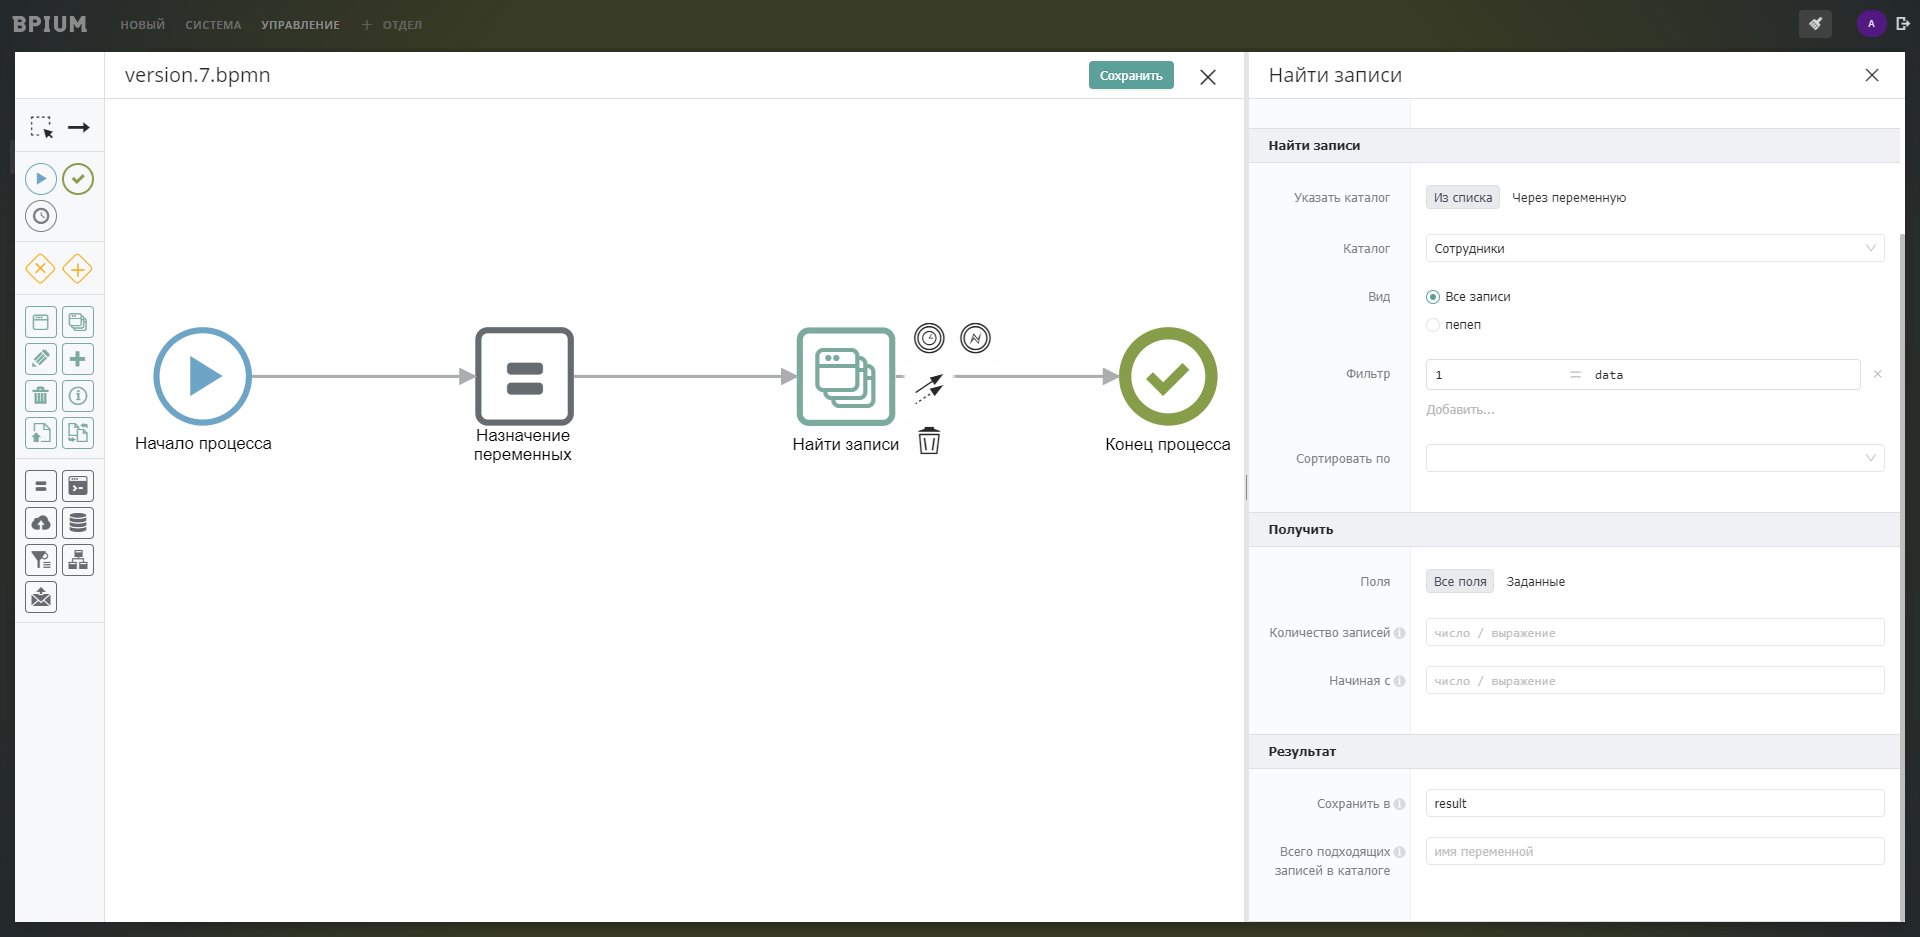 BPIUM
НОВЫЙ
СИСТЕМА
УПРАВЛЕНИЕ
+ ОТДЕЛ
A
version.7.bpmn
Сохранить
Начало процесса
Назначение
переменных
Найти записи
Конец процесса
Найти записи
Найти записи
Указать каталог
Из списка
Через переменную
Каталог
Сотрудники
Вид
Все записи
пепеп
Фильтр
1 = data
Добавить...
Сортировать по
Получить
Поля
Все поля
Заданные
Количество записей
число / выражение
Начиная с
число / выражение
Результат
Сохранить в
result
Всего подходящих
записей в каталоге
имя переменной